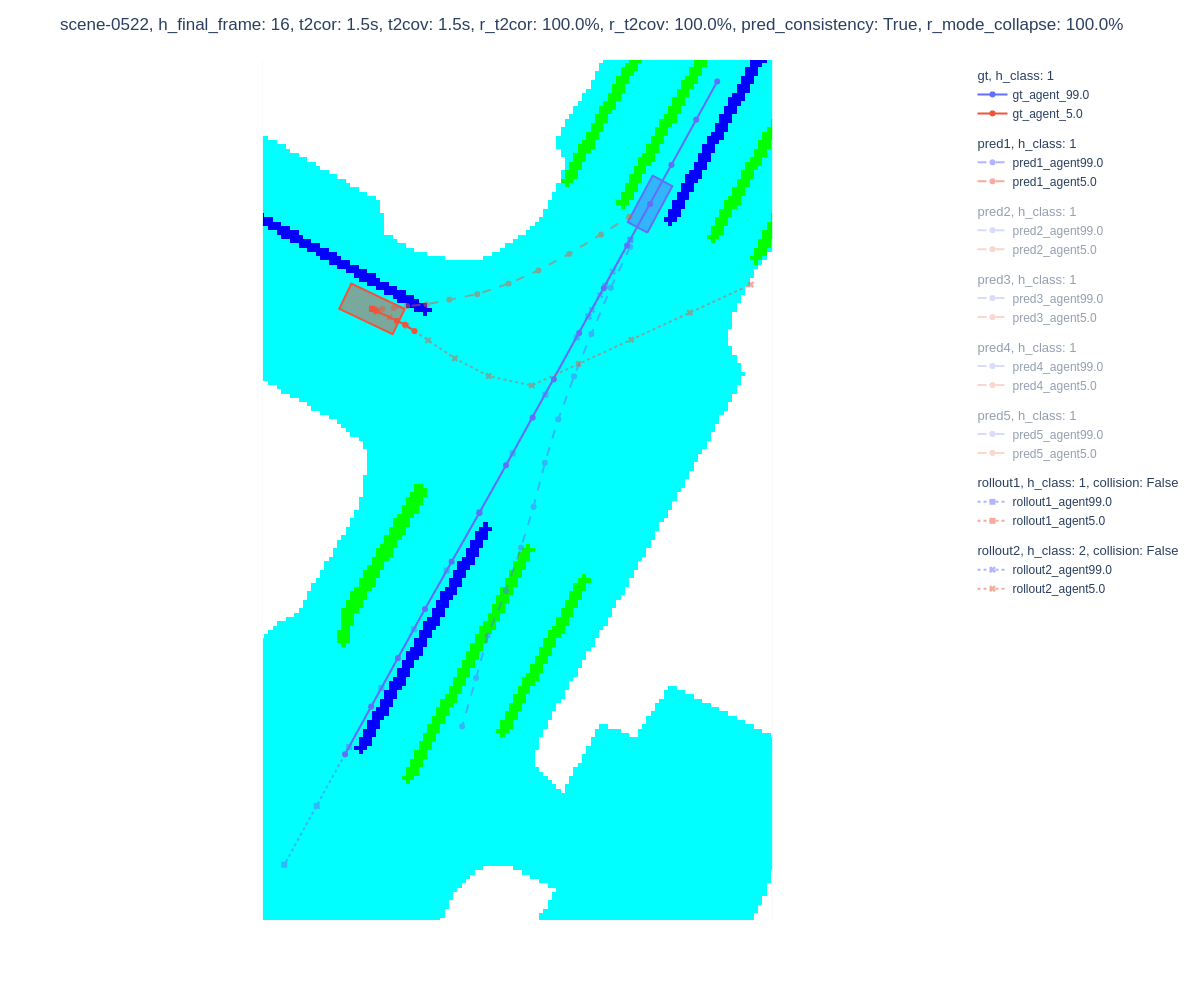 scene-0522, h_final_frame: 16, t2cor: 1.5s, t2cov: 1.5s, r_t2cor: 100.0%, r_t2cov: 100.0%, pred_consistency: True, r_mode_collapse: 100.0%
gt, h_class: 1
gt_agent_99.0
gt_agent_5.0
pred1, h_class: 1
pred1_agent99.0
pred1_agent5.0
pred2, h_class: 1
pred2_agent99.0
pred2_agent5.0
pred3, h_class: 1
pred3_agent99.0
pred3_agent5.0
pred4, h_class: 1
pred4_agent99.0
pred4_agent5.0
pred5, h_class: 1
pred5_agent99.0
pred5_agent5.0
rollout1, h_class: 1, collision: False
rollout1_agent99.0
rollout1_agent5.0
rollout2, h_class: 2, collision: False
rollout2_agent99.0
rollout2_agent5.0